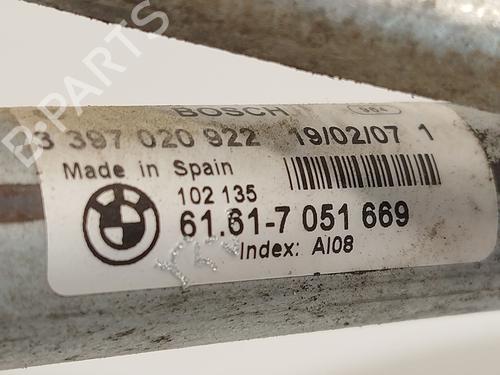 BOSCH
3 397 020 922 19/02/07 1
Made in Spain
102 135
61.61-7 051 669
Index: AI08
B-PARTS